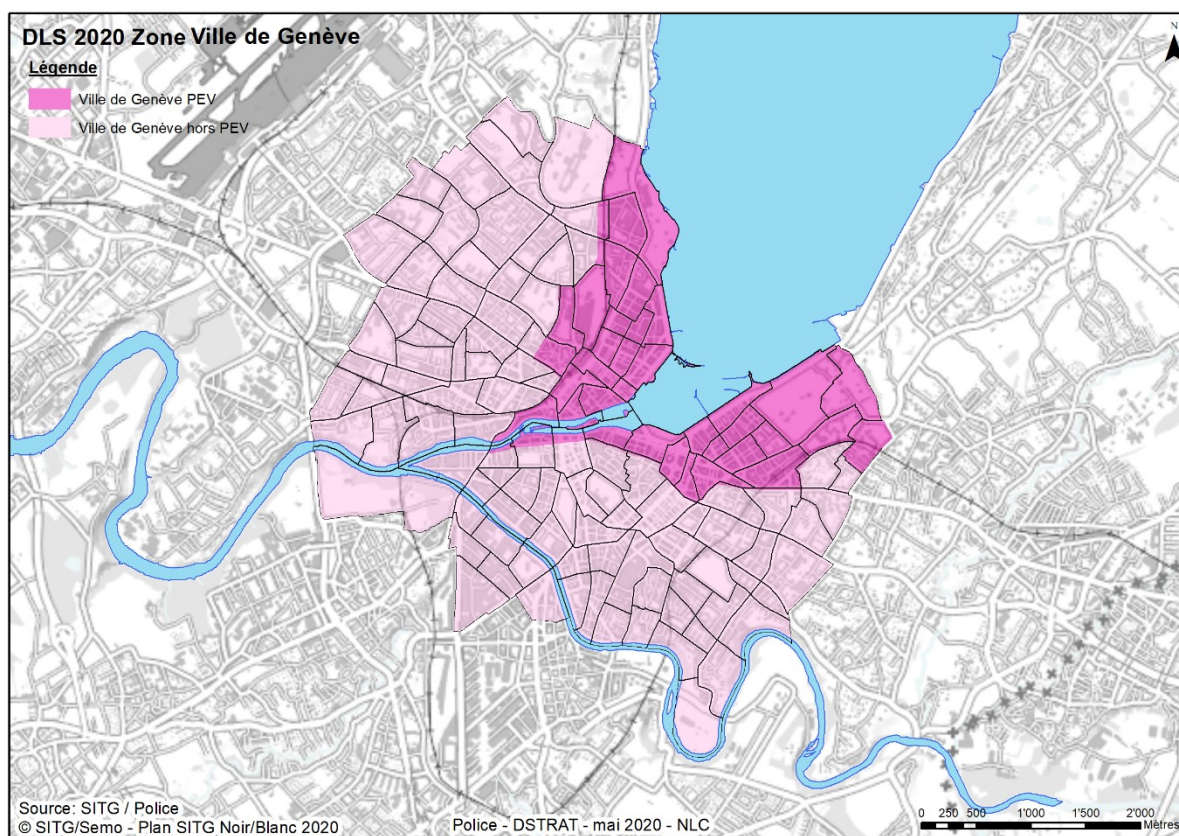 DLS 2020 Zone Ville de Genève
N
Légende
Ville de Genève PEV
Ville de Genève hors PEV
Source: SITG / Police
© SITG/Semo - Plan SITG Noir/Blanc 2020
Police - DSTRAT - mai 2020 - NLC
0 250 500 1'000 1'500 2'000
Mètres